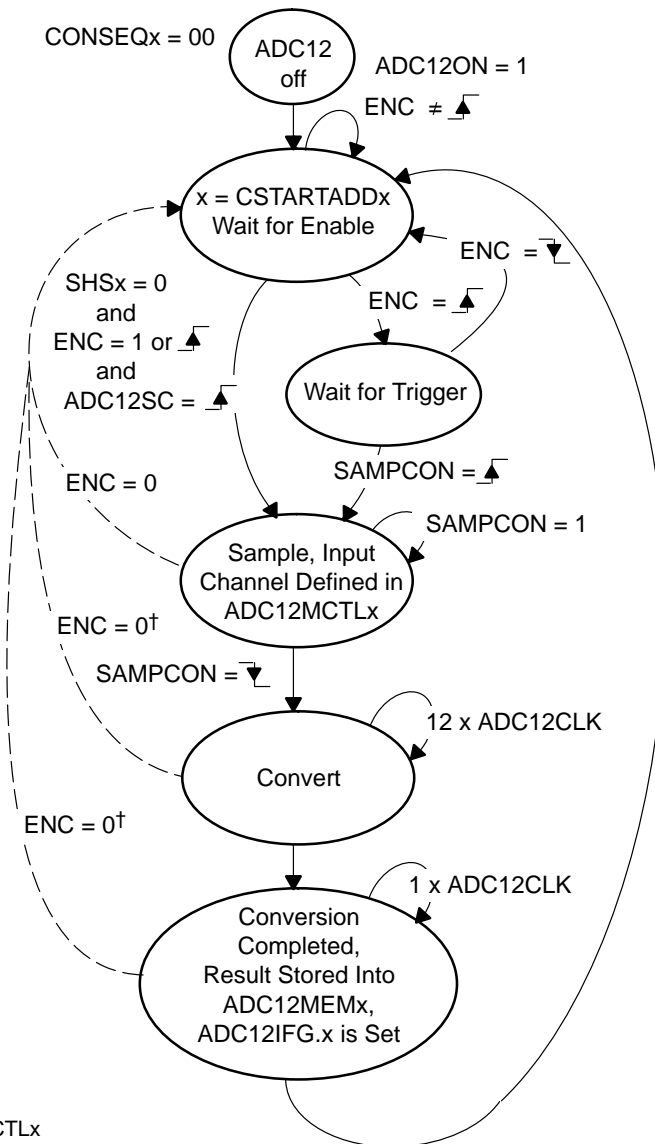 CONSEQx = 00
ADC12
off
ADC12ON = 1
ENC ≠
x = CSTARTADDx
Wait for Enable
ENC =
SHSx = 0
and
ENC = 1 or
and
ADC12SC =
ENC =
Wait for Trigger
SAMPCON =
ENC = 0
SAMPCON = 1
Sample, Input
Channel Defined in
ADC12MCTLx
ENC = 0†
SAMPCON =
12 x ADC12CLK
Convert
ENC = 0†
1 x ADC12CLK
Conversion
Completed,
Result Stored Into
ADC12MEMx,
ADC12IFG.x is Set
CTLx